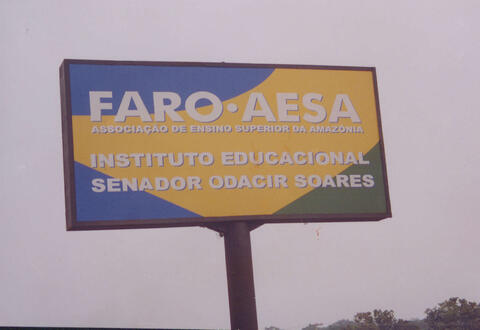 FARO·AESA
ASSOCIAÇÃO DE ENSINO SUPERIOR DA AMAZÔNIA
INSTITUTO EDUCACIONAL
SENADOR ODACIR SOARES